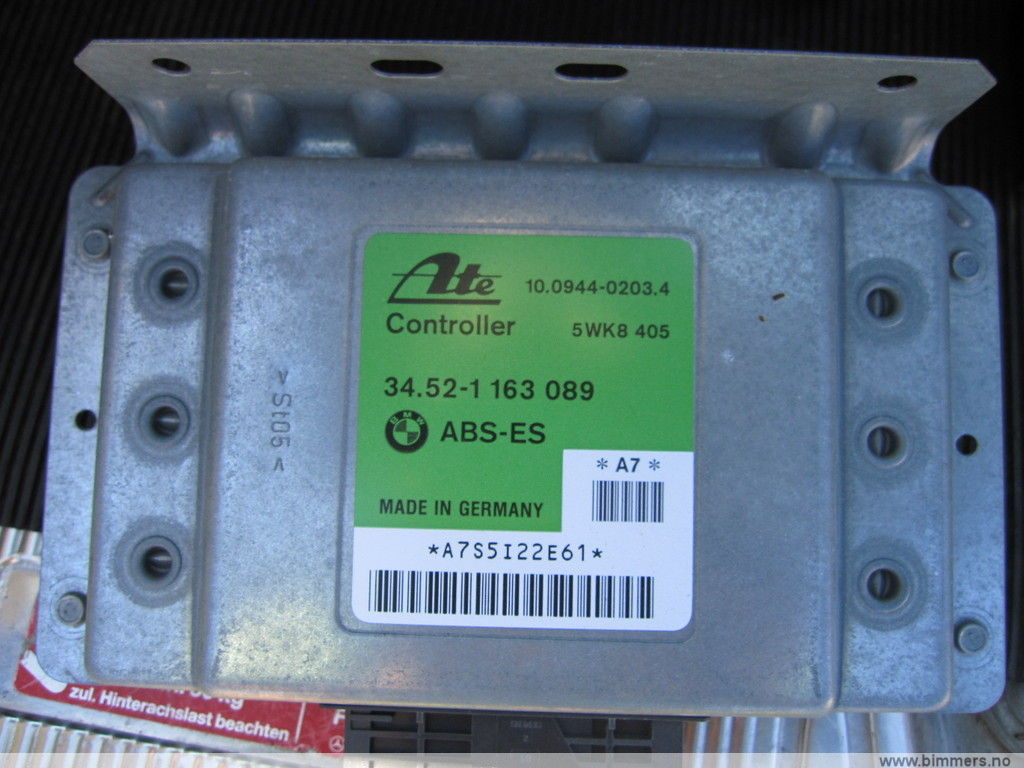 Ate 10.0944-0203.4
Controller 5WK8 405
34.52-1 163 089
BMW ABS-ES
* A7 *
MADE IN GERMANY
*A7S5I22E61*
>St05<
zul. Hinterachslast beachten
www.bimmers.no